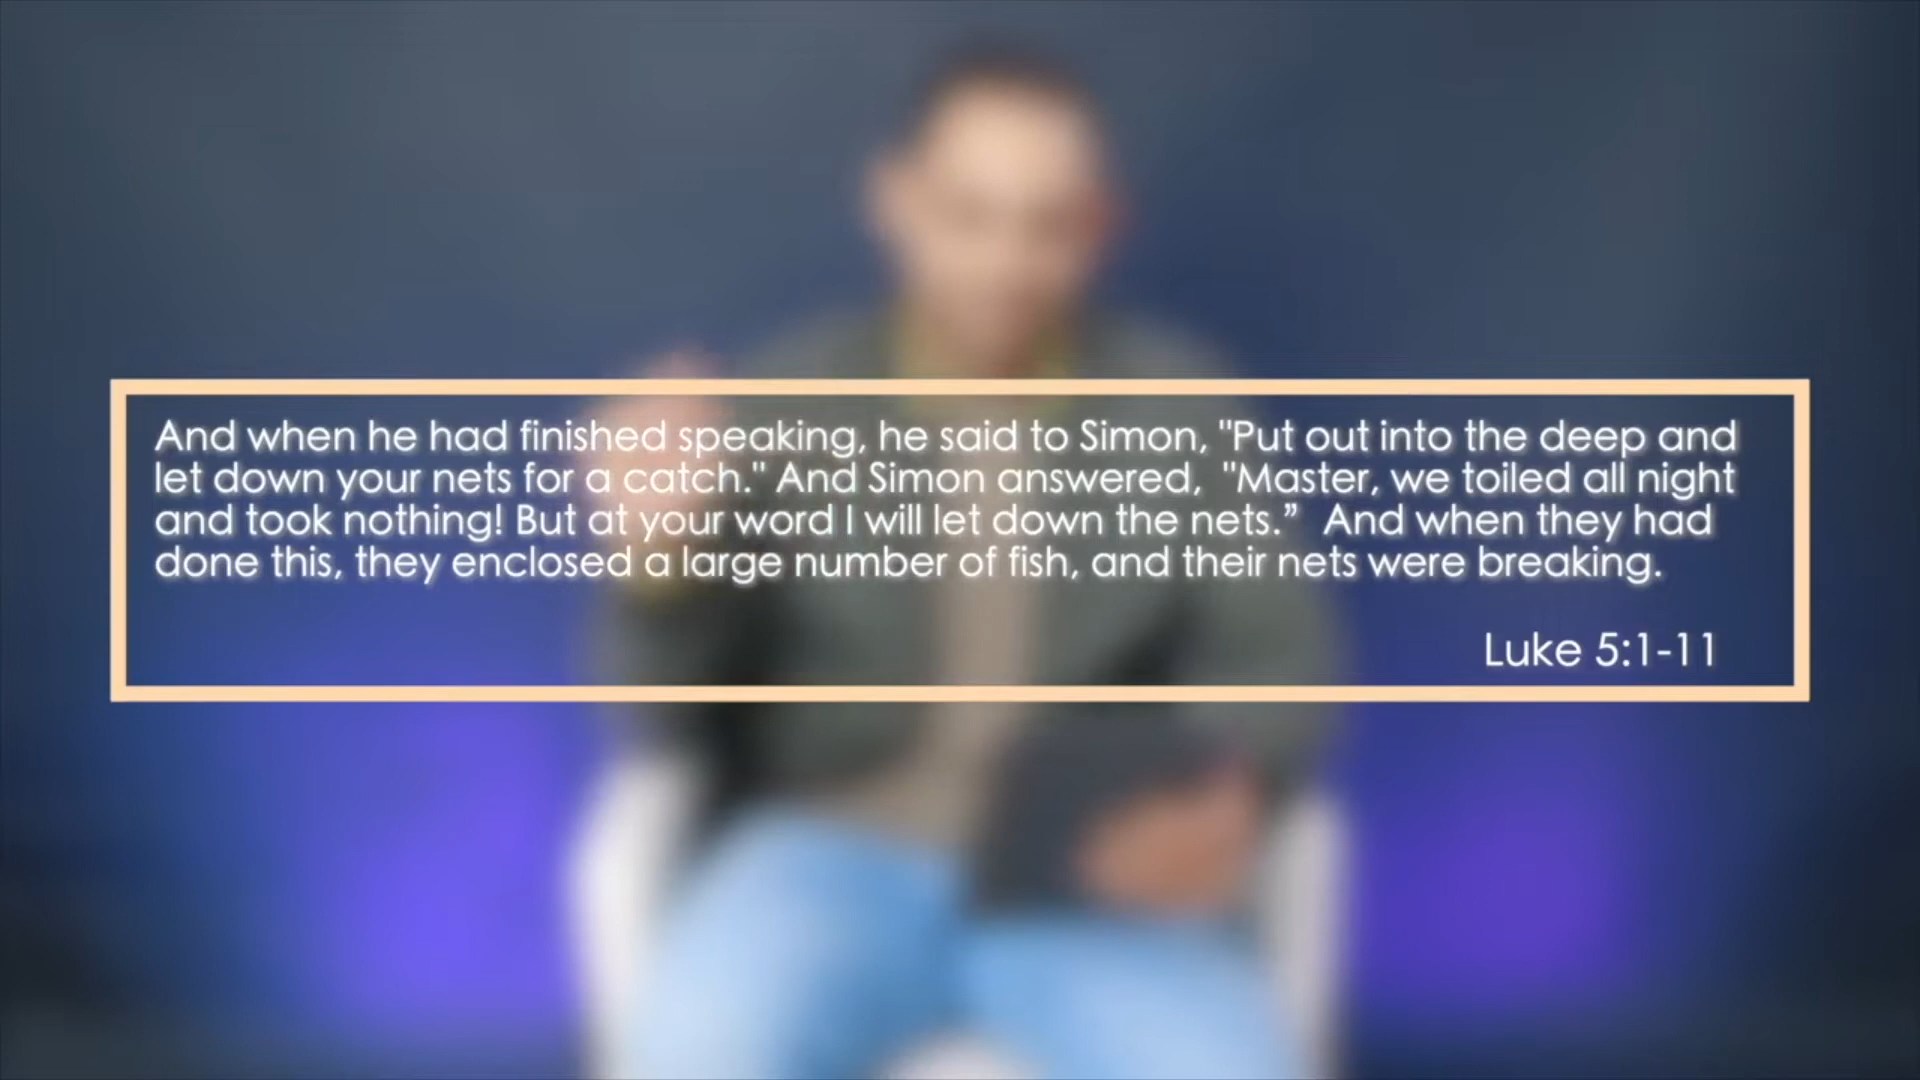 And when he had finished speaking, he said to Simon, "Put out into the deep and
let down your nets for a catch." And Simon answered,  "Master, we toiled all night
and took nothing! But at your word I will let down the nets.”   And when they had
done this, they enclosed a large number of fish, and their nets were breaking.
Luke 5:1-11